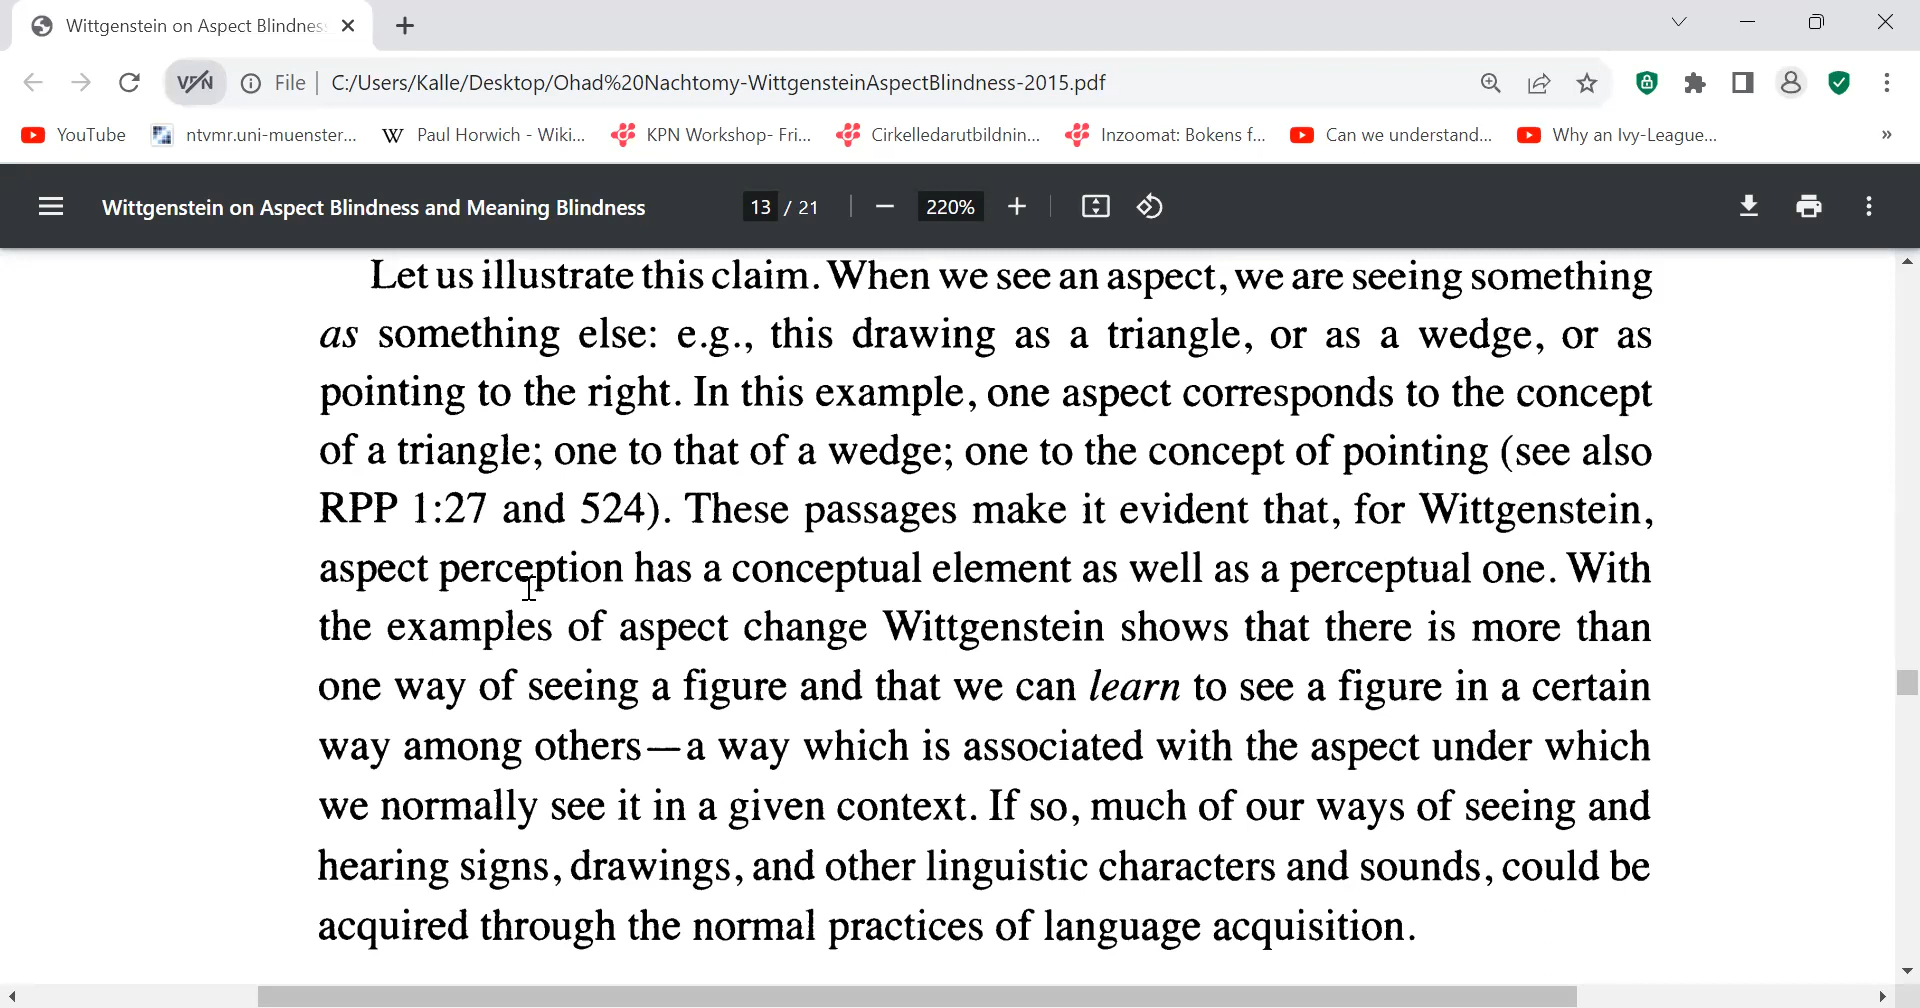 Wittgenstein on Aspect Blindnes
VPN File C:/Users/Kalle/Desktop/Ohad%20Nachtomy-WittgensteinAspectBlindness-2015.pdf
YouTube ntvmr.uni-muenster... W Paul Horwich - Wiki... KPN Workshop- Fri... Cirkelledarutbildnin... Inzoomat: Bokens f... Can we understand... Why an Ivy-League... »
Wittgenstein on Aspect Blindness and Meaning Blindness 13 / 21 220%
Let us illustrate this claim. When we see an aspect, we are seeing something
as something else: e.g., this drawing as a triangle, or as a wedge, or as
pointing to the right. In this example, one aspect corresponds to the concept
of a triangle; one to that of a wedge; one to the concept of pointing (see also
RPP 1:27 and 524). These passages make it evident that, for Wittgenstein,
aspect perception has a conceptual element as well as a perceptual one. With
the examples of aspect change Wittgenstein shows that there is more than
one way of seeing a figure and that we can learn to see a figure in a certain
way among others—a way which is associated with the aspect under which
we normally see it in a given context. If so, much of our ways of seeing and
hearing signs, drawings, and other linguistic characters and sounds, could be
acquired through the normal practices of language acquisition.